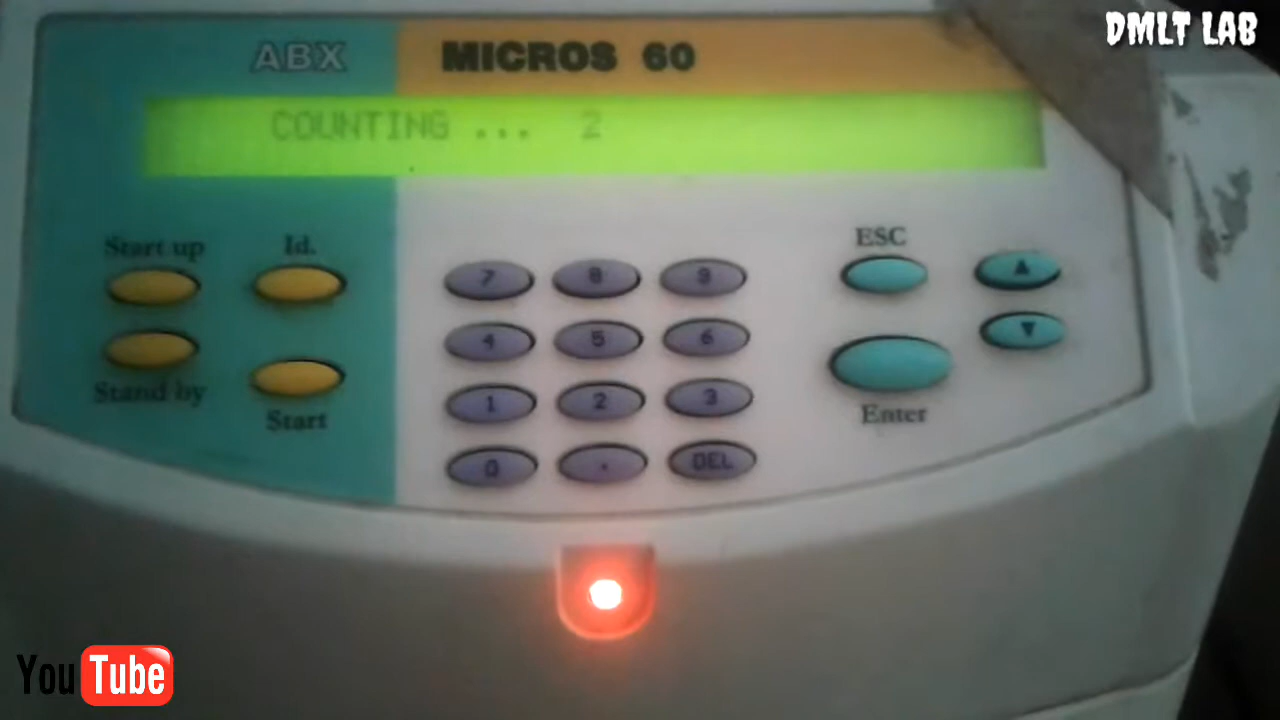 DMLT LAB
ABX MICROS 60
COUNTING ... 2
Start up Id. ESC
7 8 9 ▲
4 5 6 ▼
Stand by
1 2 3
Start Enter
0 . DEL
YouTube